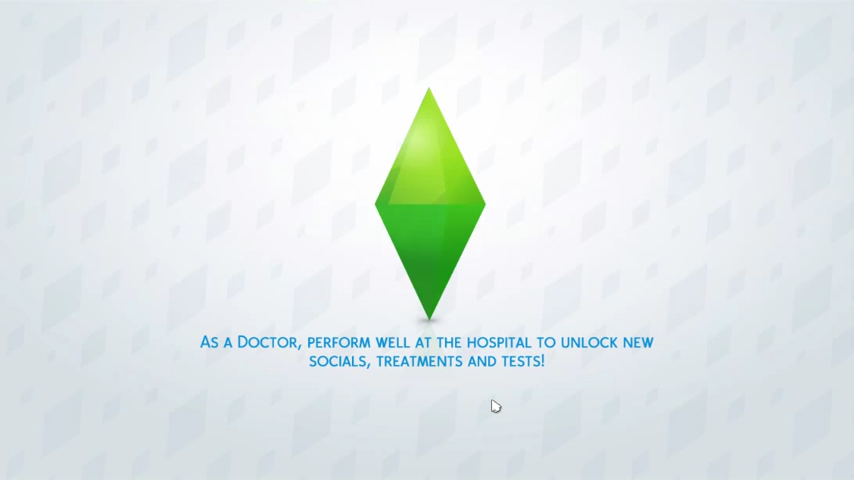 As a Doctor, perform well at the hospital to unlock new
socials, treatments and tests!